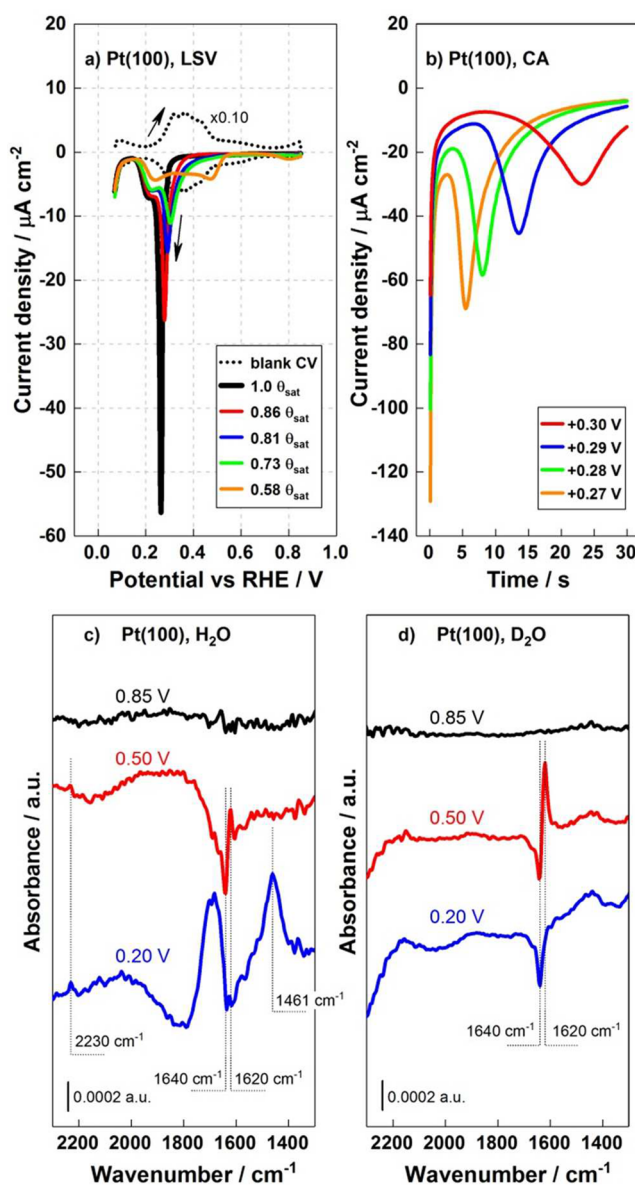 a) Pt(100), LSV
x0.10
20
10
0
-10
-20
-30
-40
-50
-60
Current density / μA cm⁻²
blank CV
1.0 θsat
0.86 θsat
0.81 θsat
0.73 θsat
0.58 θsat
0.0 0.2 0.4 0.6 0.8 1.0
Potential vs RHE / V
b) Pt(100), CA
20
0
-20
-40
-60
-80
-100
-120
-140
Current density / μA cm⁻²
+0.30 V
+0.29 V
+0.28 V
+0.27 V
0 5 10 15 20 25 30
Time / s
c) Pt(100), H₂O
0.85 V
0.50 V
0.20 V
Absorbance / a.u.
2230 cm⁻¹
1461 cm⁻¹
1640 cm⁻¹
1620 cm⁻¹
0.0002 a.u.
2200 2000 1800 1600 1400
Wavenumber / cm⁻¹
d) Pt(100), D₂O
0.85 V
0.50 V
0.20 V
Absorbance / a.u.
1640 cm⁻¹
1620 cm⁻¹
0.0002 a.u.
2200 2000 1800 1600 1400
Wavenumber / cm⁻¹